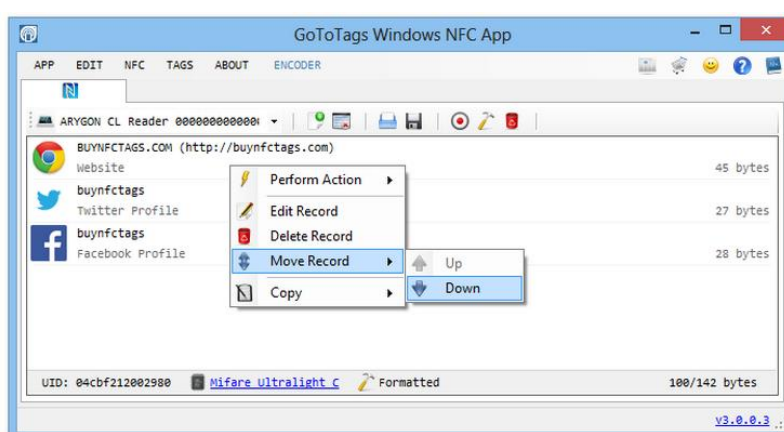 GoToTags Windows NFC App
APP EDIT NFC TAGS ABOUT ENCODER
ARYGON CL Reader 000000000000
BUYNFCTAGS.COM (http://buynfctags.com)
Website 45 bytes
buynfctags
Twitter Profile 27 bytes
buynfctags
Facebook Profile 28 bytes
Perform Action
Edit Record
Delete Record
Move Record
Up
Down
Copy
UID: 04cbf212002980 Mifare Ultralight C Formatted 100/142 bytes
v3.0.0.3